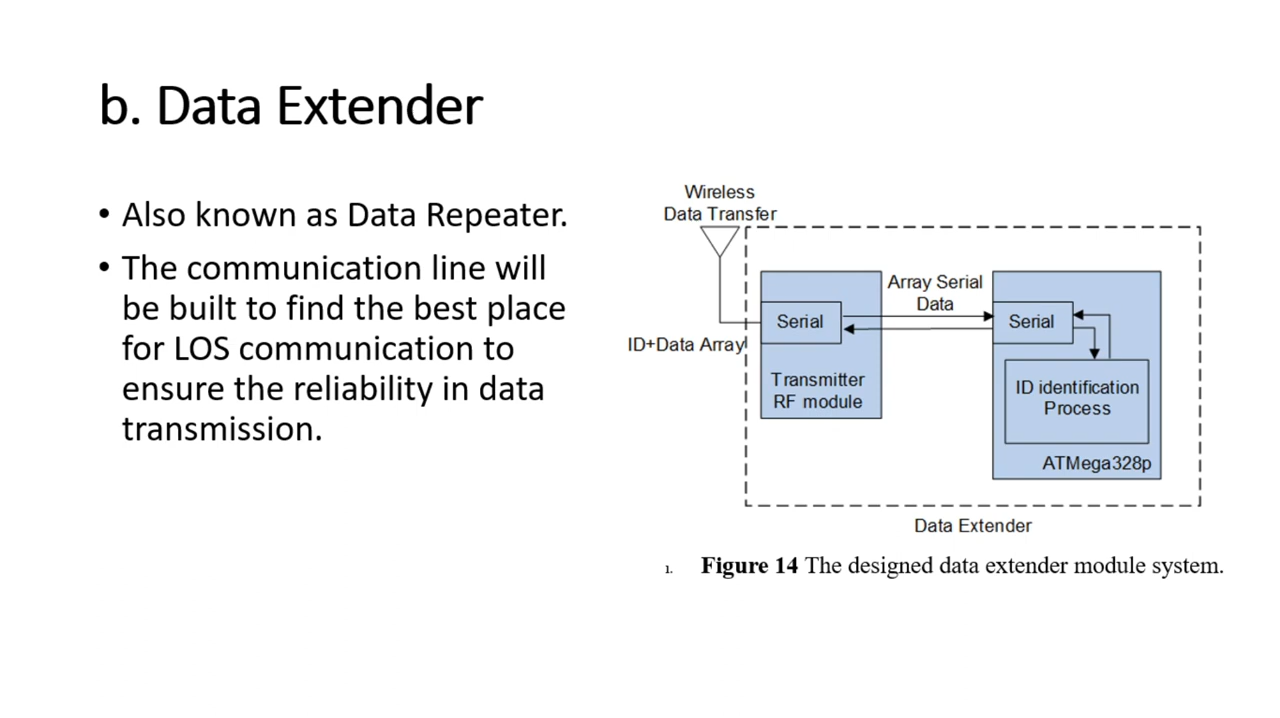 b. Data Extender
• Also known as Data Repeater.
• The communication line will
be built to find the best place
for LOS communication to
ensure the reliability in data
transmission.
Wireless
Data Transfer
ID+Data Array
Serial
Transmitter
RF module
Array Serial
Data
Serial
ID identification
Process
ATMega328p
Data Extender
1. Figure 14 The designed data extender module system.